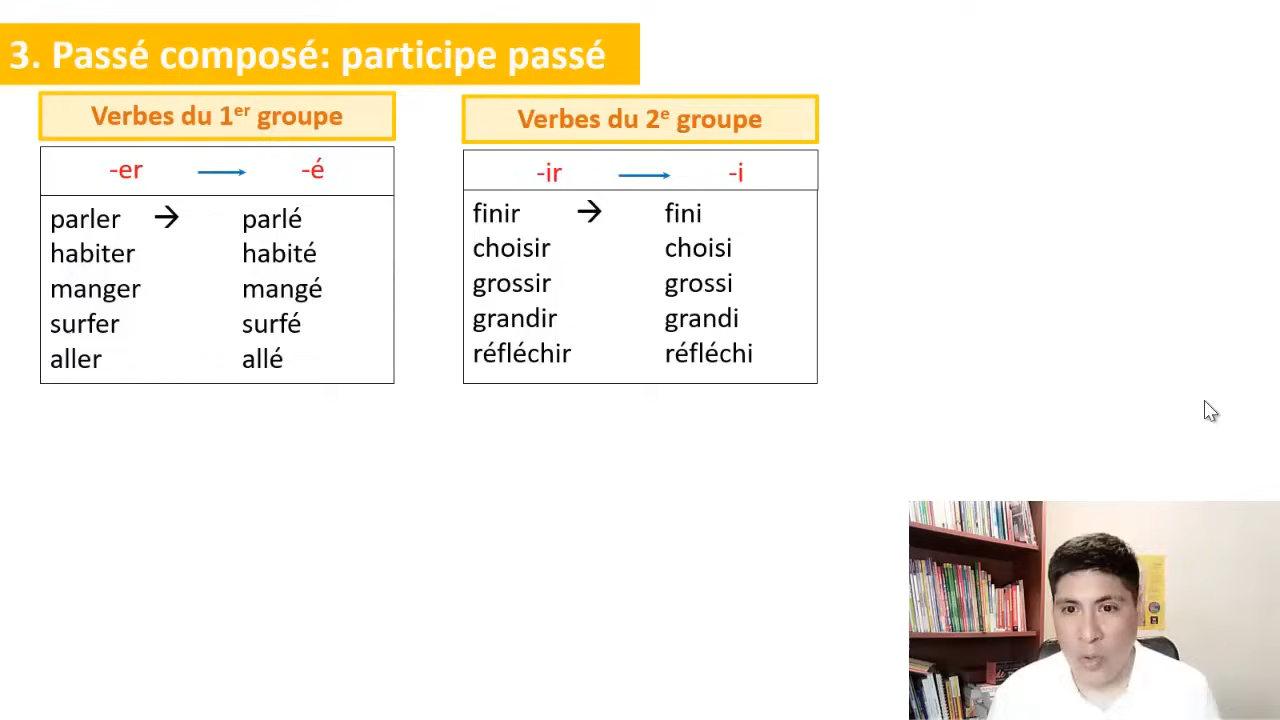 3. Passé composé: participe passé
Verbes du 1er groupe
-er → -é
parler → parlé
habiter habité
manger mangé
surfer surfé
aller allé
Verbes du 2e groupe
-ir → -i
finir → fini
choisir choisi
grossir grossi
grandir grandi
réfléchir réfléchi